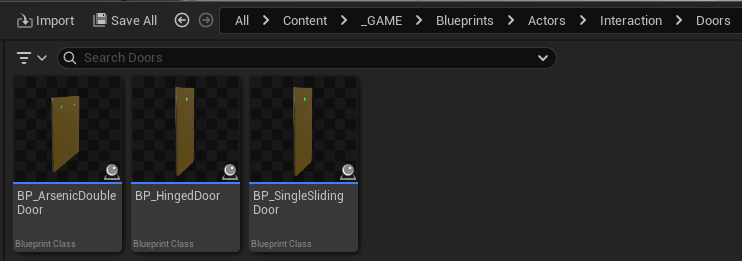 Import Save All All > Content > _GAME > Blueprints > Actors > Interaction > Doors
Search Doors
BP_ArsenicDouble
Door
Blueprint Class
BP_HingedDoor
Blueprint Class
BP_SingleSliding
Door
Blueprint Class